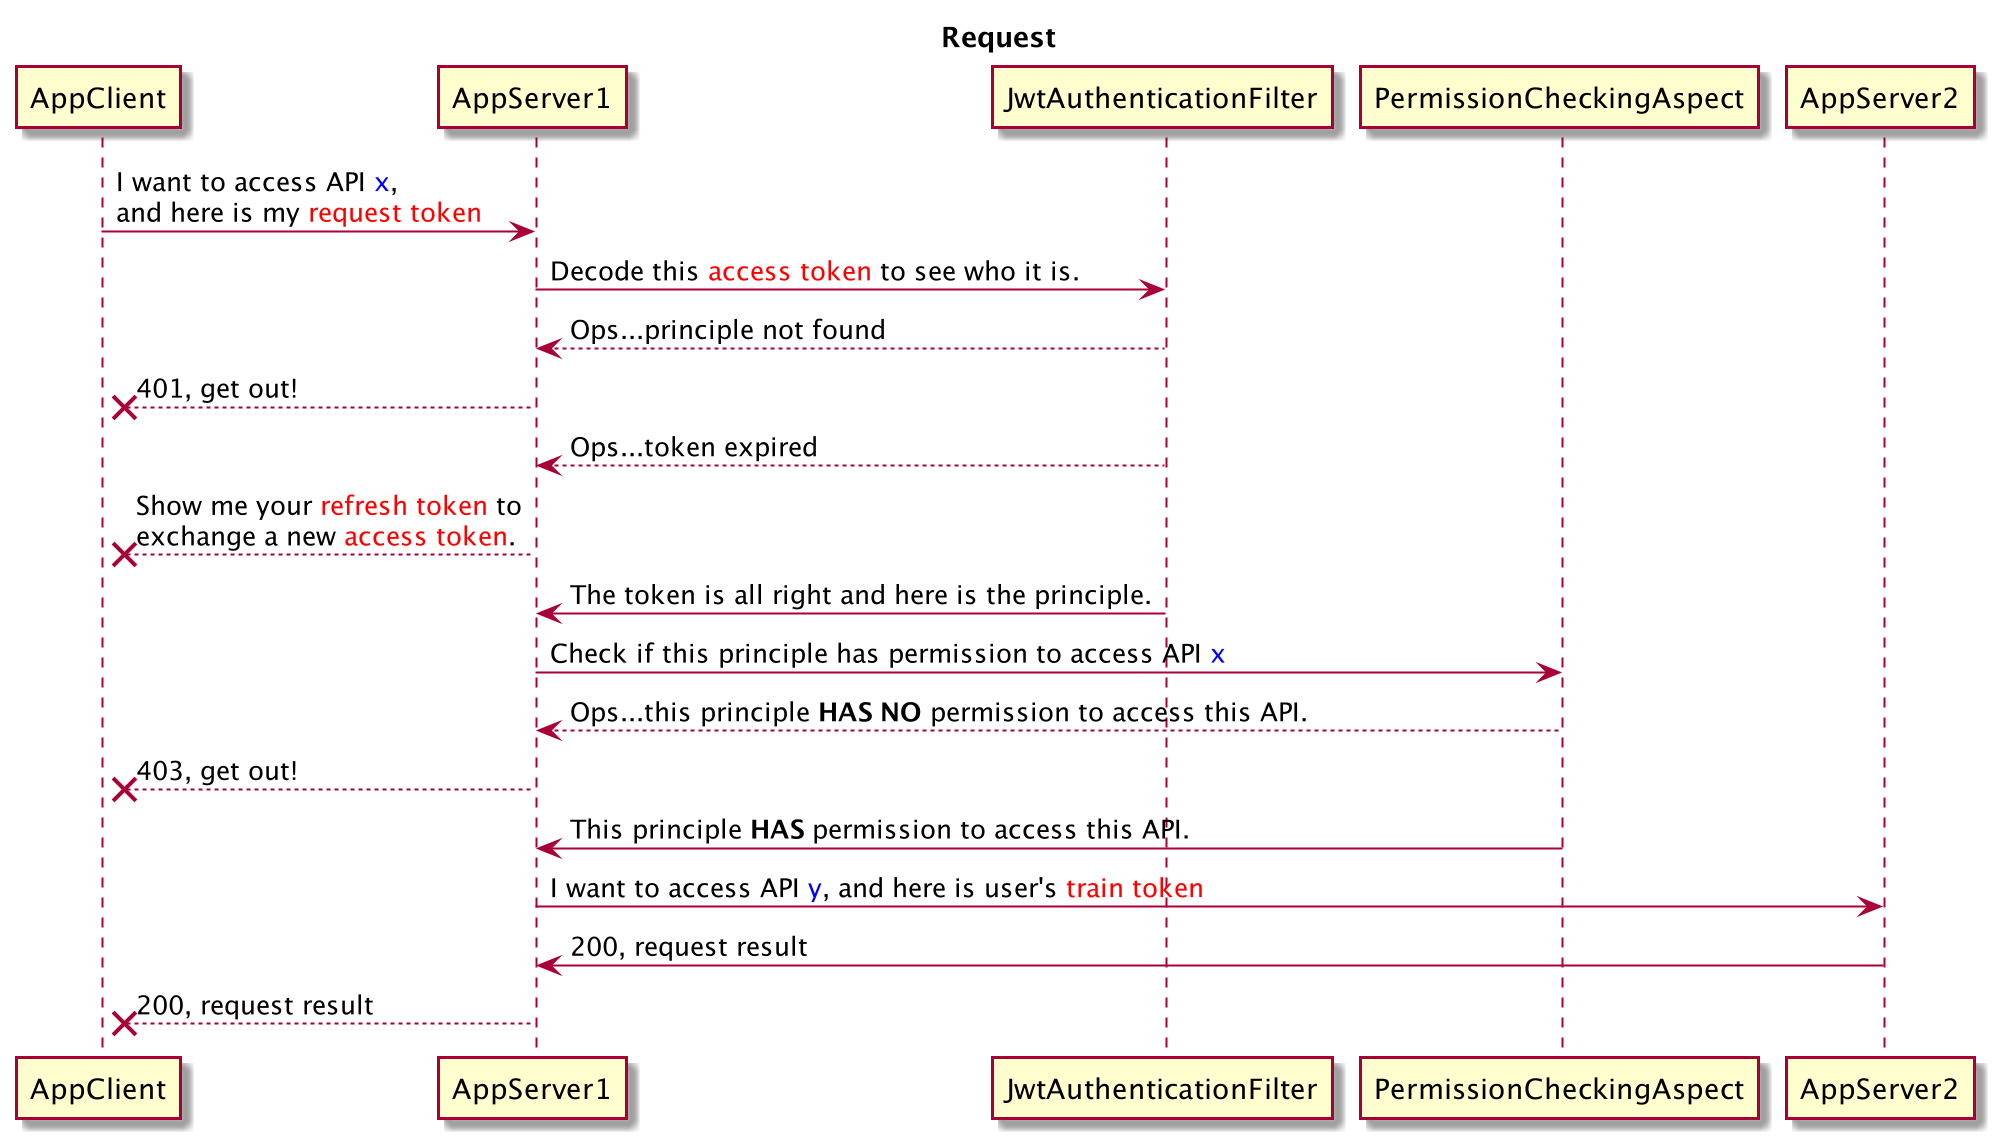 Request
AppClient
AppServer1
JwtAuthenticationFilter
PermissionCheckingAspect
AppServer2
I want to access API x,
and here is my request token
Decode this access token to see who it is.
Ops...principle not found
401, get out!
Ops...token expired
Show me your refresh token to
exchange a new access token.
The token is all right and here is the principle.
Check if this principle has permission to access API x
Ops...this principle HAS NO permission to access this API.
403, get out!
This principle HAS permission to access this API.
I want to access API y, and here is user's train token
200, request result
200, request result
AppClient
AppServer1
JwtAuthenticationFilter
PermissionCheckingAspect
AppServer2